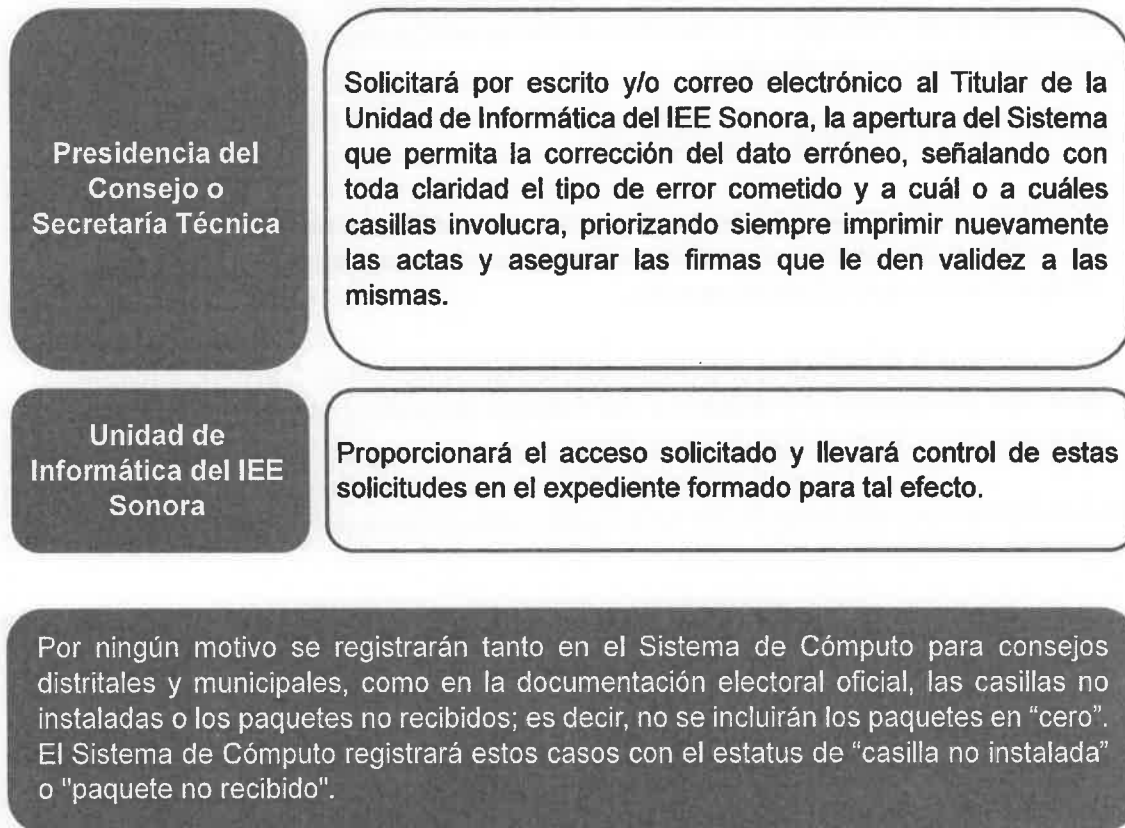 Presidencia del
Consejo o
Secretaría Técnica
Solicitará por escrito y/o correo electrónico al Titular de la
Unidad de Informática del IEE Sonora, la apertura del Sistema
que permita la corrección del dato erróneo, señalando con
toda claridad el tipo de error cometido y a cuál o a cuáles
casillas involucra, priorizando siempre imprimir nuevamente
las actas y asegurar las firmas que le den validez a las
mismas.
Unidad de
Informática del IEE
Sonora
Proporcionará el acceso solicitado y llevará control de estas
solicitudes en el expediente formado para tal efecto.
Por ningún motivo se registrarán tanto en el Sistema de Cómputo para consejos
distritales y municipales, como en la documentación electoral oficial, las casillas no
instaladas o los paquetes no recibidos; es decir, no se incluirán los paquetes en “cero”.
El Sistema de Cómputo registrará estos casos con el estatus de “casilla no instalada”
o "paquete no recibido".